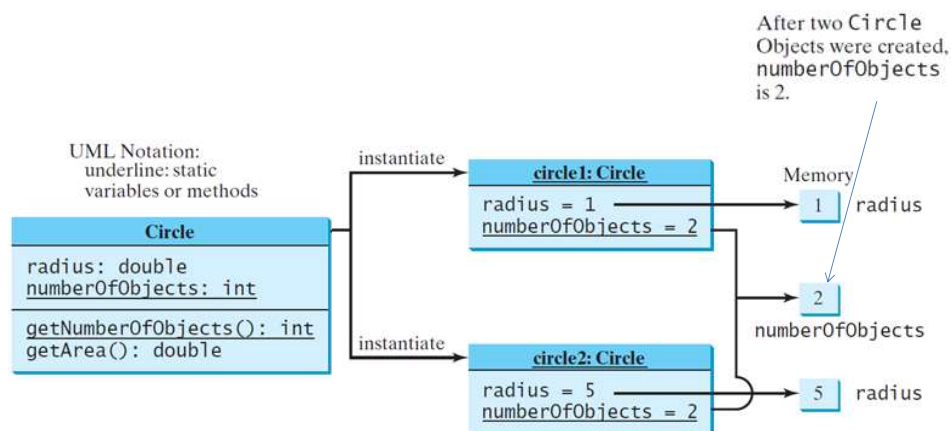 After two Circle
Objects were created,
numberOfObjects
is 2.
UML Notation:
underline: static
variables or methods
Circle
radius: double
numberOfObjects: int
getNumberOfObjects(): int
getArea(): double
instantiate
circle1: Circle
radius = 1
numberOfObjects = 2
instantiate
circle2: Circle
radius = 5
numberOfObjects = 2
Memory
1 radius
2
numberOfObjects
5 radius